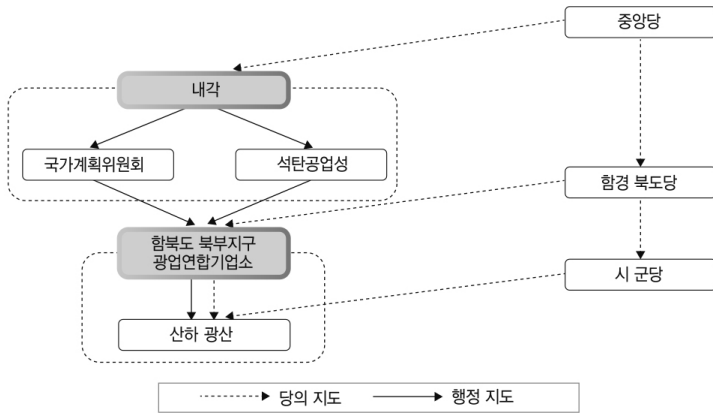 중앙당
내각
국가계획위원회
석탄공업성
함경 북도당
함북도 북부지구
광업연합기업소
시 군당
산하 광산
당의 지도
행정 지도